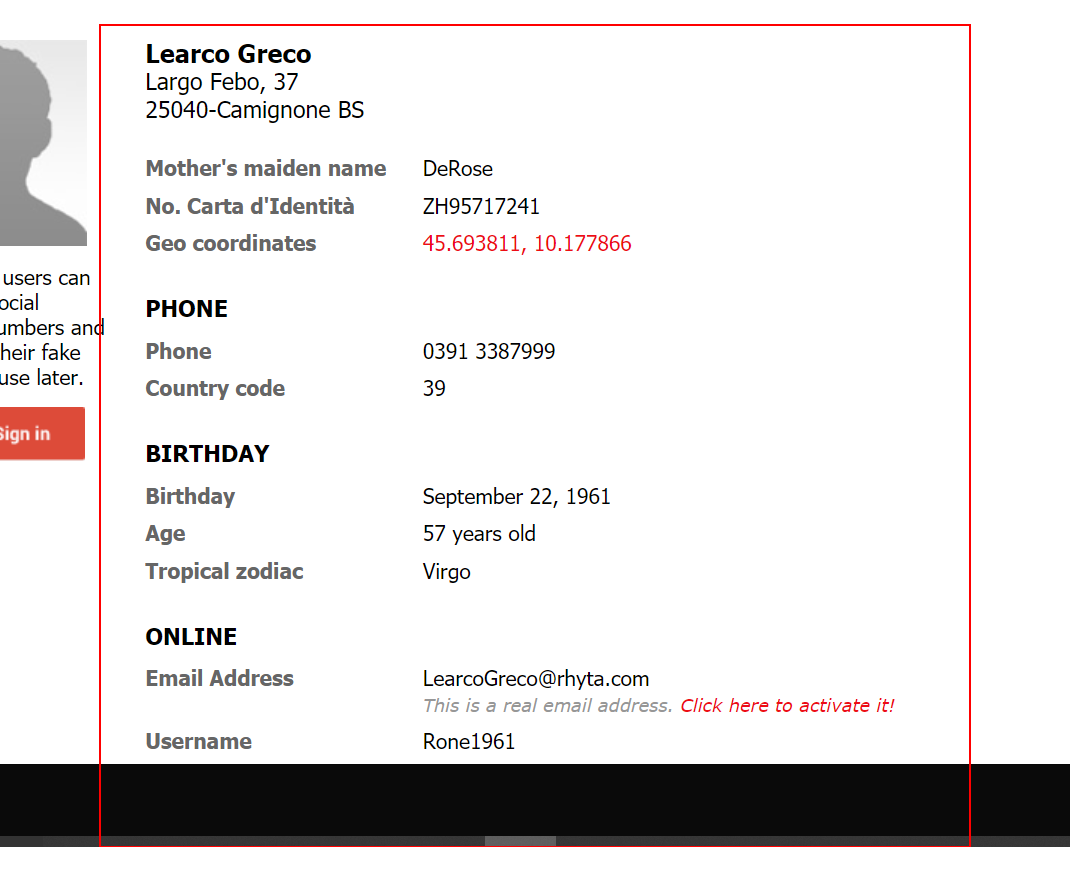 Learco Greco
Largo Febo, 37
25040-Camignone BS
Mother's maiden name DeRose
No. Carta d'Identità ZH95717241
Geo coordinates 45.693811, 10.177866
PHONE
Phone 0391 3387999
Country code 39
BIRTHDAY
Birthday September 22, 1961
Age 57 years old
Tropical zodiac Virgo
ONLINE
Email Address LearcoGreco@rhyta.com
This is a real email address. Click here to activate it!
Username Rone1961
users can
ocial
umbers and
heir fake
use later.
Sign in